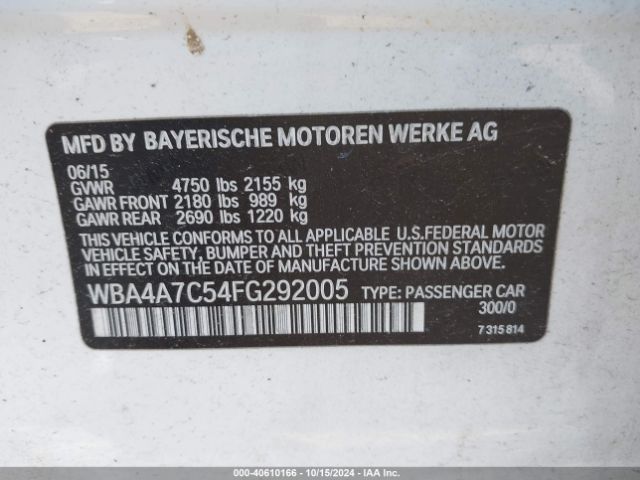 MFD BY BAYERISCHE MOTOREN WERKE AG
06/15
GVWR 4750 lbs 2155 kg
GAWR FRONT 2180 lbs 989 kg
GAWR REAR 2690 lbs 1220 kg
THIS VEHICLE CONFORMS TO ALL APPLICABLE U.S.FEDERAL MOTOR
VEHICLE SAFETY, BUMPER AND THEFT PREVENTION STANDARDS
IN EFFECT ON THE DATE OF MANUFACTURE SHOWN ABOVE.
WBA4A7C54FG292005 TYPE: PASSENGER CAR
300/0
7 315 814
000-40610166 - 10/15/2024 - IAA Inc.